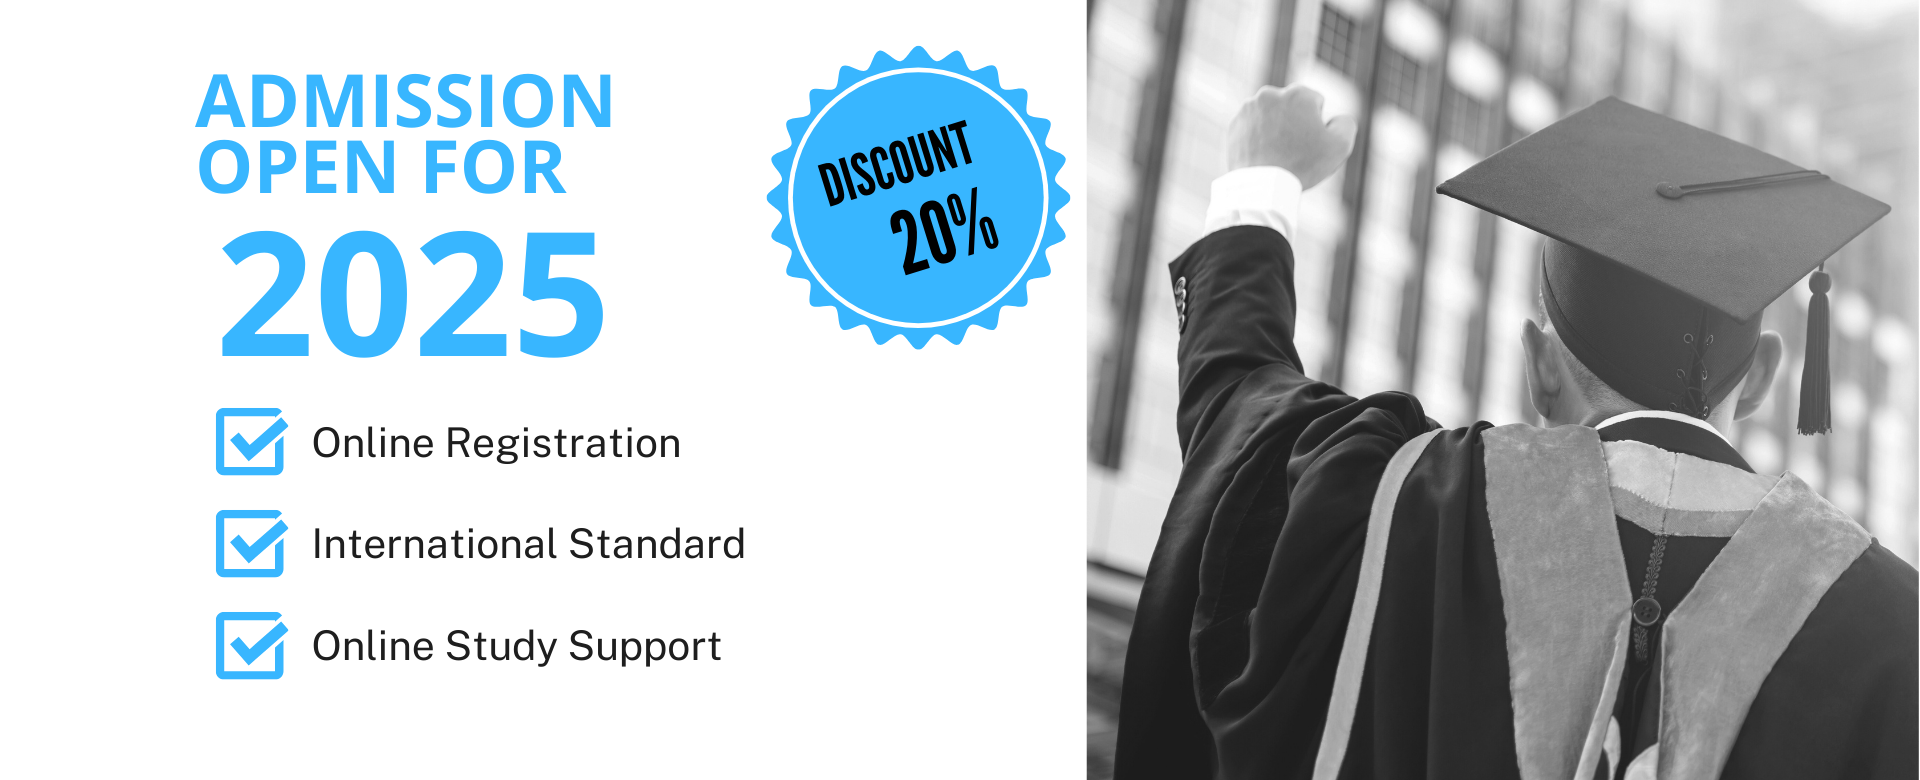 ADMISSION
OPEN FOR
2025
DISCOUNT
20%
Online Registration
International Standard
Online Study Support